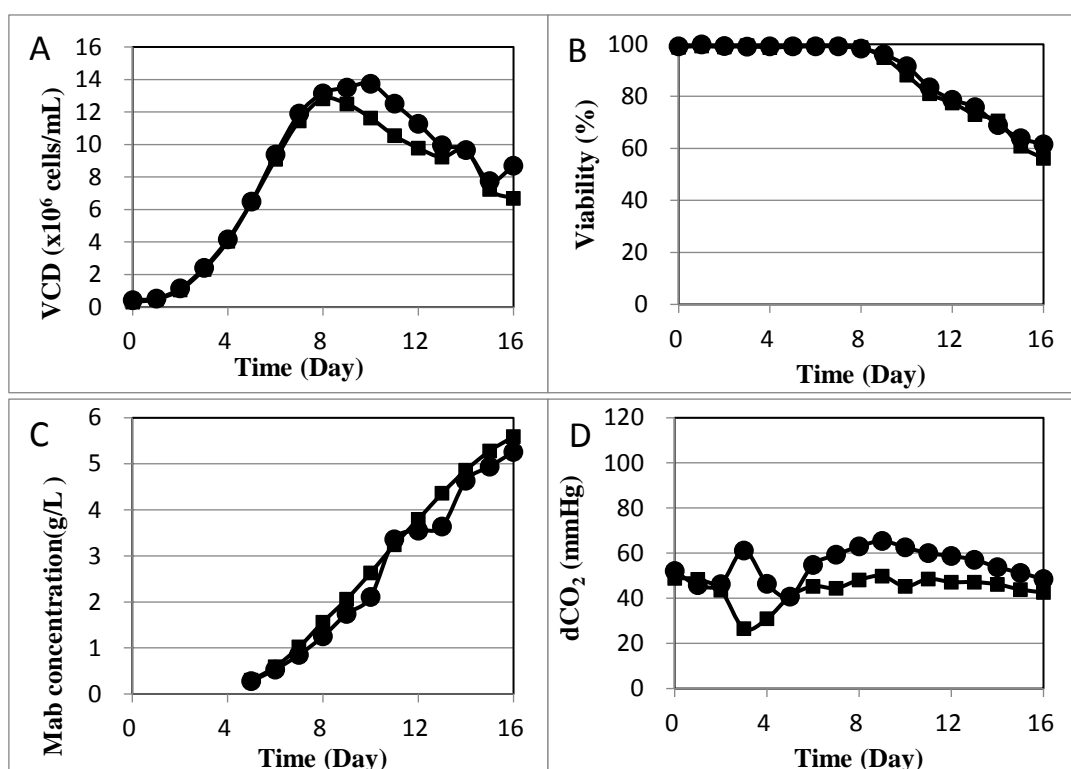 A
VCD (x10⁶ cells/mL)
16
14
12
10
8
6
4
2
0
0 4 8 12 16
Time (Day)
B
Viability (%)
100
80
60
40
20
0
0 4 8 12 16
Time (Day)
C
Mab concentration(g/L )
6
5
4
3
2
1
0
0 4 8 12 16
Time (Day)
D
dCO₂ (mmHg)
120
100
80
60
40
20
0
0 4 8 12 16
Time (Day)